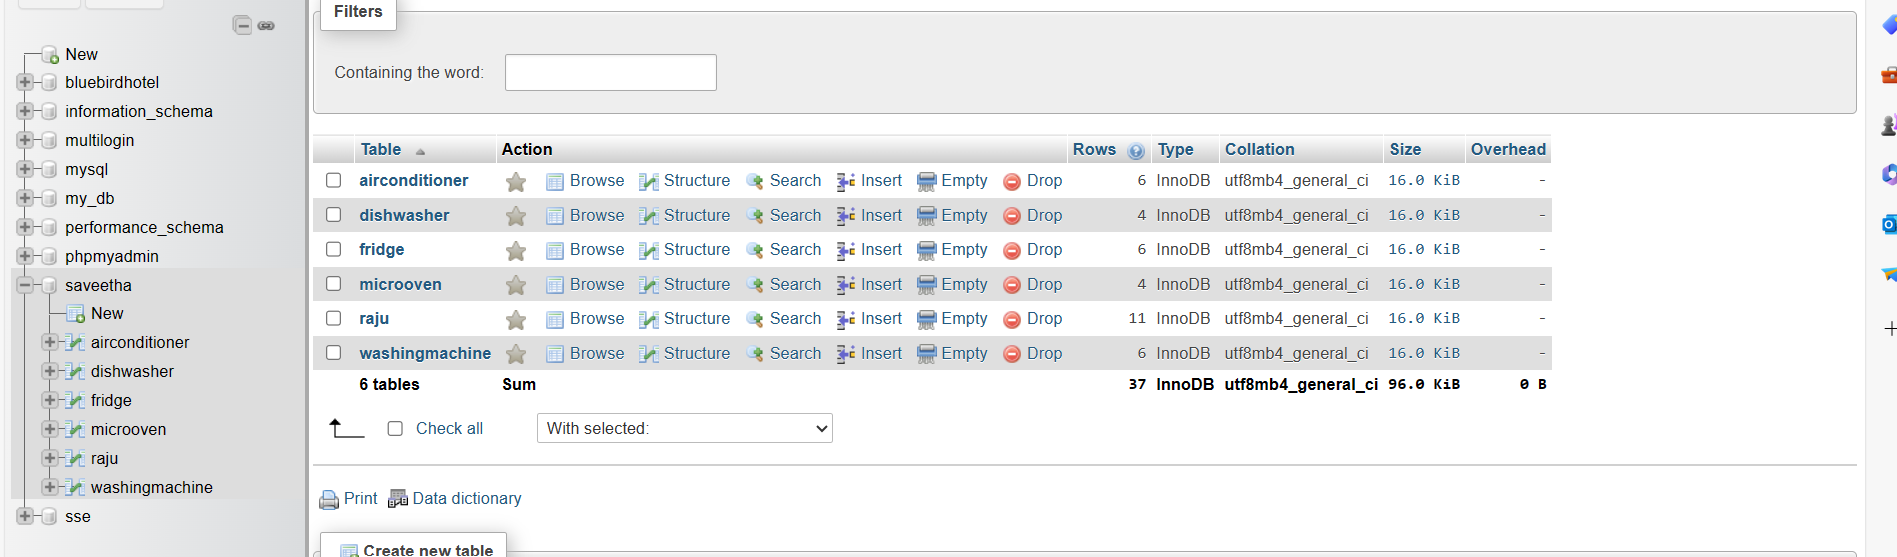 New
bluebirdhotel
information_schema
multilogin
mysql
my_db
performance_schema
phpmyadmin
saveetha
New
airconditioner
dishwasher
fridge
microoven
raju
washingmachine
sse
Filters
Containing the word:
Table Action Rows Type Collation Size Overhead
airconditioner Browse Structure Search Insert Empty Drop 6 InnoDB utf8mb4_general_ci 16.0 KiB -
dishwasher Browse Structure Search Insert Empty Drop 4 InnoDB utf8mb4_general_ci 16.0 KiB -
fridge Browse Structure Search Insert Empty Drop 6 InnoDB utf8mb4_general_ci 16.0 KiB -
microoven Browse Structure Search Insert Empty Drop 4 InnoDB utf8mb4_general_ci 16.0 KiB -
raju Browse Structure Search Insert Empty Drop 11 InnoDB utf8mb4_general_ci 16.0 KiB -
washingmachine Browse Structure Search Insert Empty Drop 6 InnoDB utf8mb4_general_ci 16.0 KiB -
6 tables Sum 37 InnoDB utf8mb4_general_ci 96.0 KiB 0 B
Check all With selected:
Print Data dictionary
Create new table